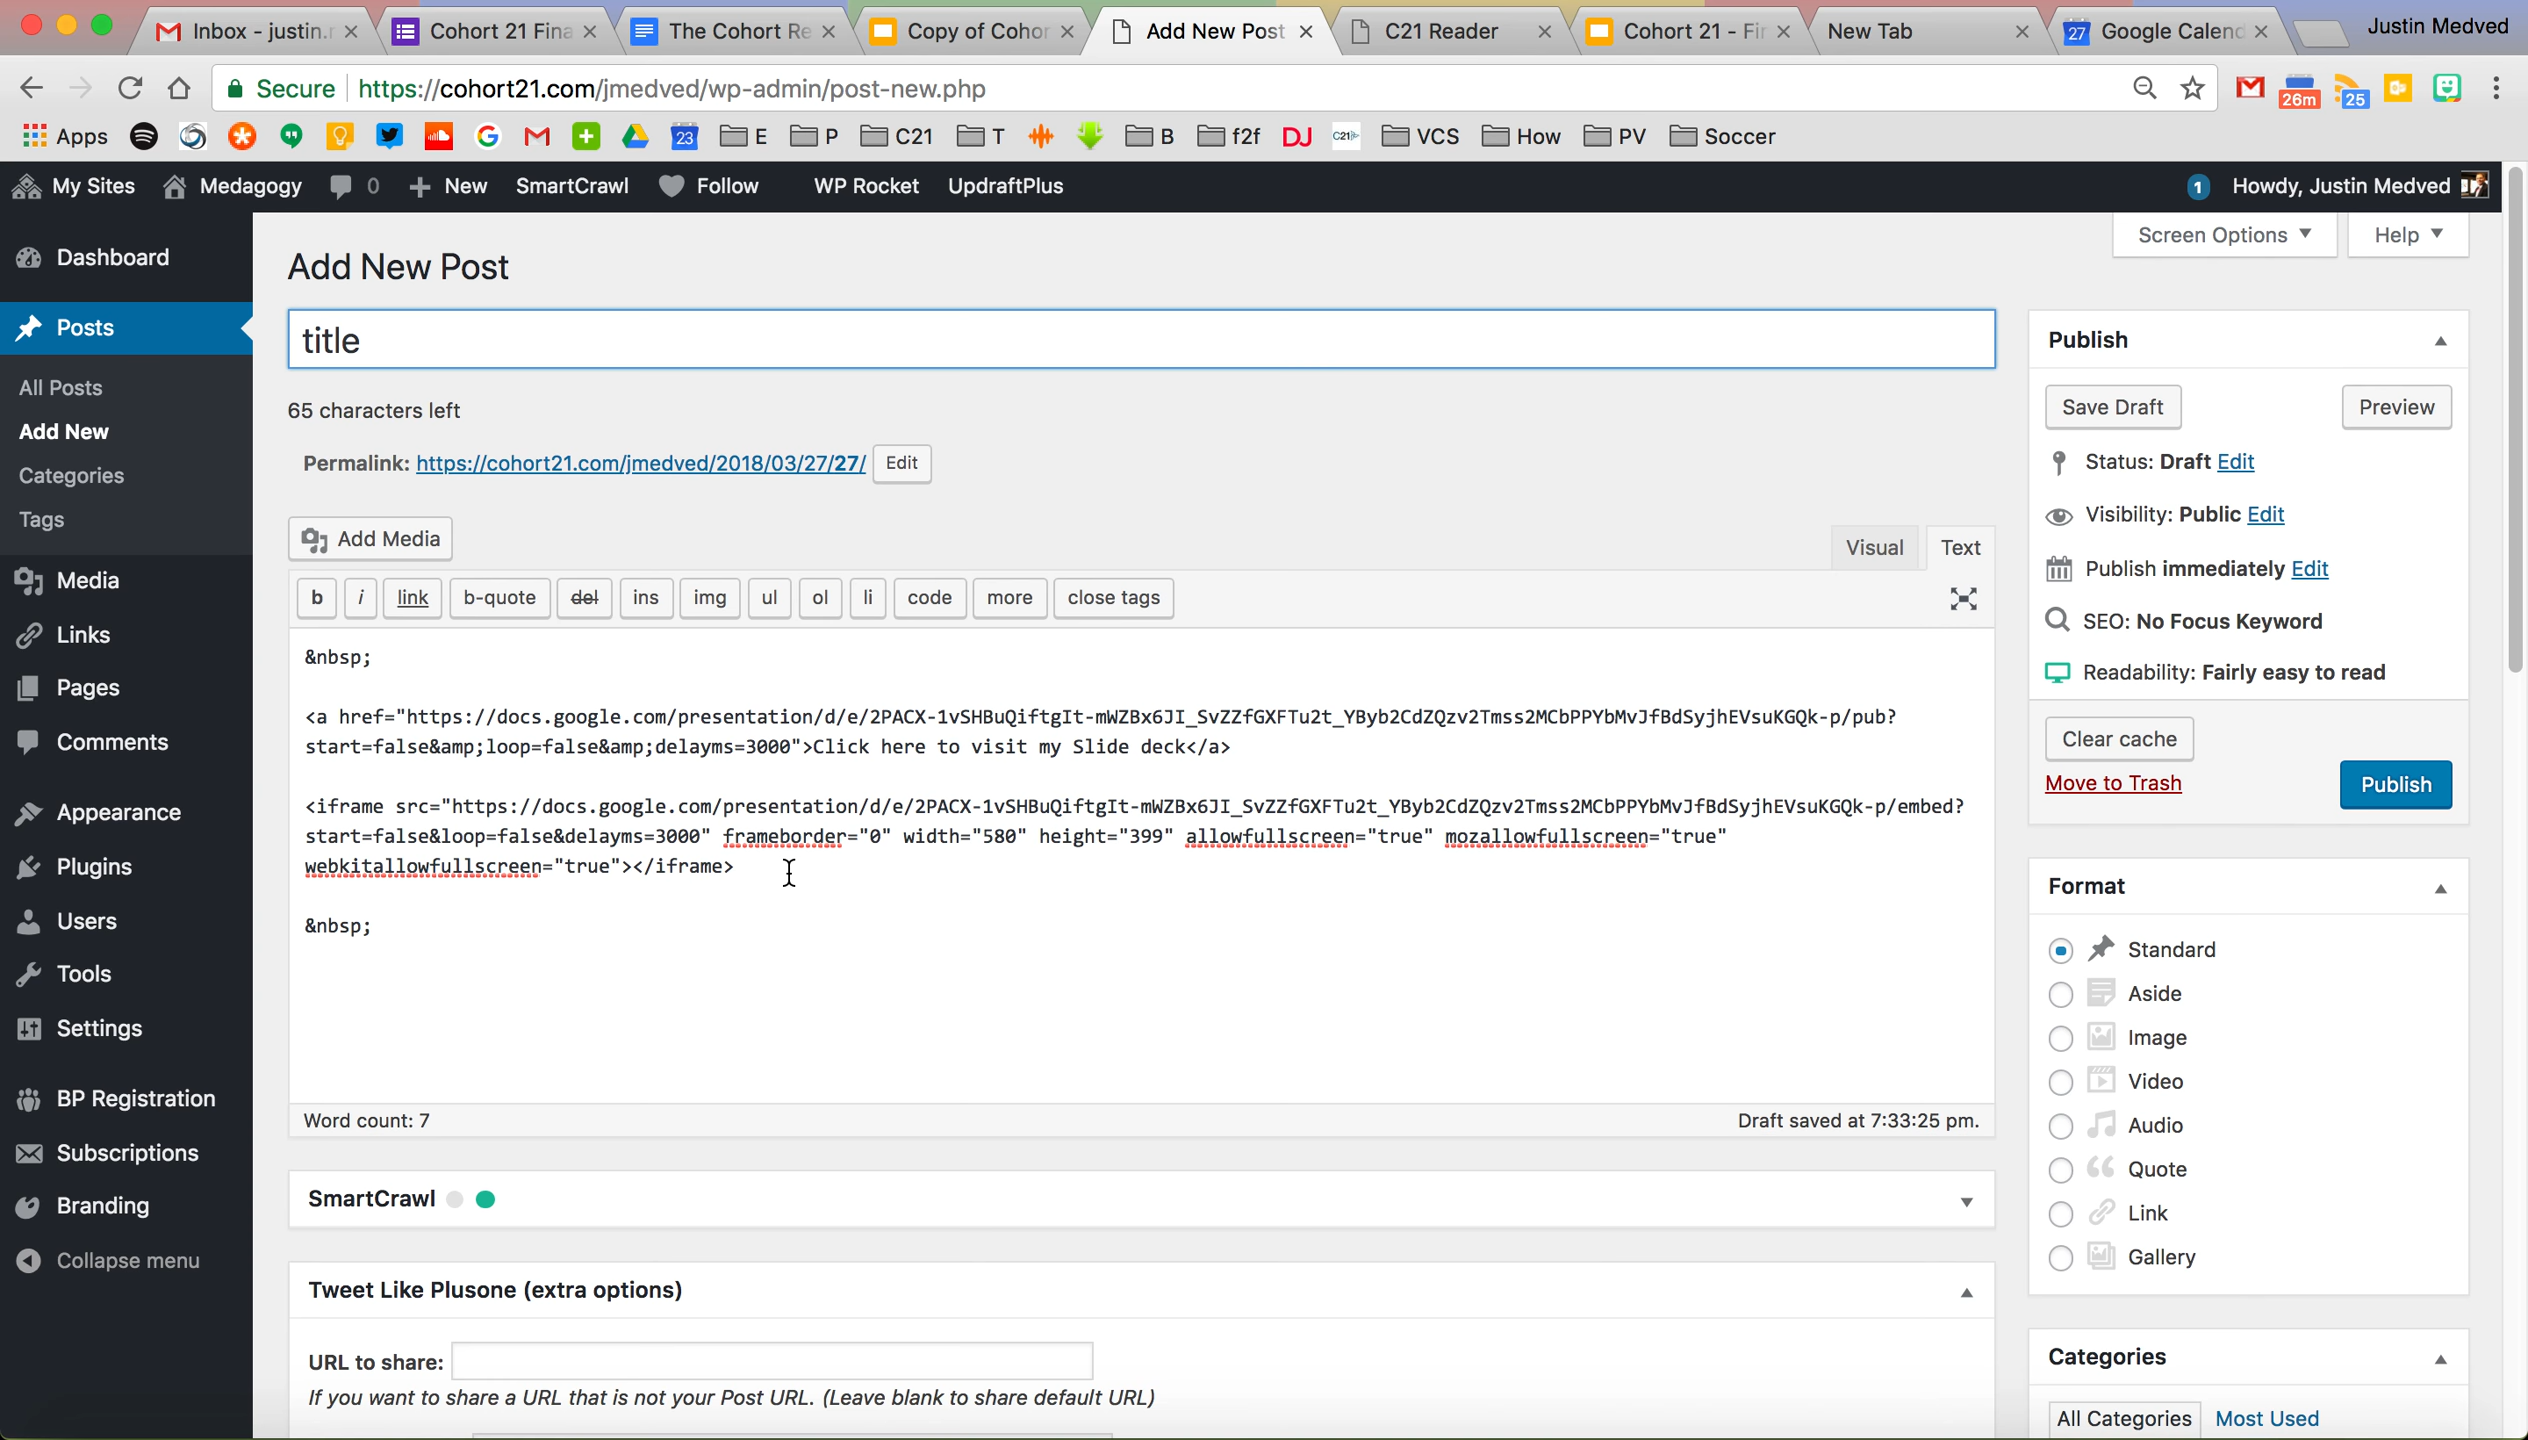 Inbox - justin.r
Cohort 21 Fina
The Cohort Re
Copy of Cohor
Add New Post
C21 Reader
Cohort 21 - Fir
New Tab
27 Google Calend
Justin Medved
Secure https://cohort21.com/jmedved/wp-admin/post-new.php
26m 25
Apps 23 E P C21 T B f2f DJ C21 VCS How PV Soccer
My Sites Medagogy 0 New SmartCrawl Follow WP Rocket UpdraftPlus 1 Howdy, Justin Medved
Screen Options Help
Dashboard
Posts
All Posts
Add New
Categories
Tags
Media
Links
Pages
Comments
Appearance
Plugins
Users
Tools
Settings
BP Registration
Subscriptions
Branding
Collapse menu
Add New Post
title
65 characters left
Permalink: https://cohort21.com/jmedved/2018/03/27/27/ Edit
Add Media
Visual Text
b i link b-quote del ins img ul ol li code more close tags
&nbsp;
<a href="https://docs.google.com/presentation/d/e/2PACX-1vSHBuQiftgIt-mWZBx6JI_SvZZfGXFTu2t_YByb2CdZQzv2Tmss2MCbPPYbMvJfBdSyjhEVsuKGQk-p/pub?
start=false&amp;loop=false&amp;delayms=3000">Click here to visit my Slide deck</a>
<iframe src="https://docs.google.com/presentation/d/e/2PACX-1vSHBuQiftgIt-mWZBx6JI_SvZZfGXFTu2t_YByb2CdZQzv2Tmss2MCbPPYbMvJfBdSyjhEVsuKGQk-p/embed?
start=false&loop=false&delayms=3000" frameborder="0" width="580" height="399" allowfullscreen="true" mozallowfullscreen="true"
webkitallowfullscreen="true"></iframe>
&nbsp;
Word count: 7
Draft saved at 7:33:25 pm.
SmartCrawl
Tweet Like Plusone (extra options)
URL to share:
If you want to share a URL that is not your Post URL. (Leave blank to share default URL)
Publish
Save Draft Preview
Status: Draft Edit
Visibility: Public Edit
Publish immediately Edit
SEO: No Focus Keyword
Readability: Fairly easy to read
Clear cache
Move to Trash
Publish
Format
Standard
Aside
Image
Video
Audio
Quote
Link
Gallery
Categories
All Categories Most Used